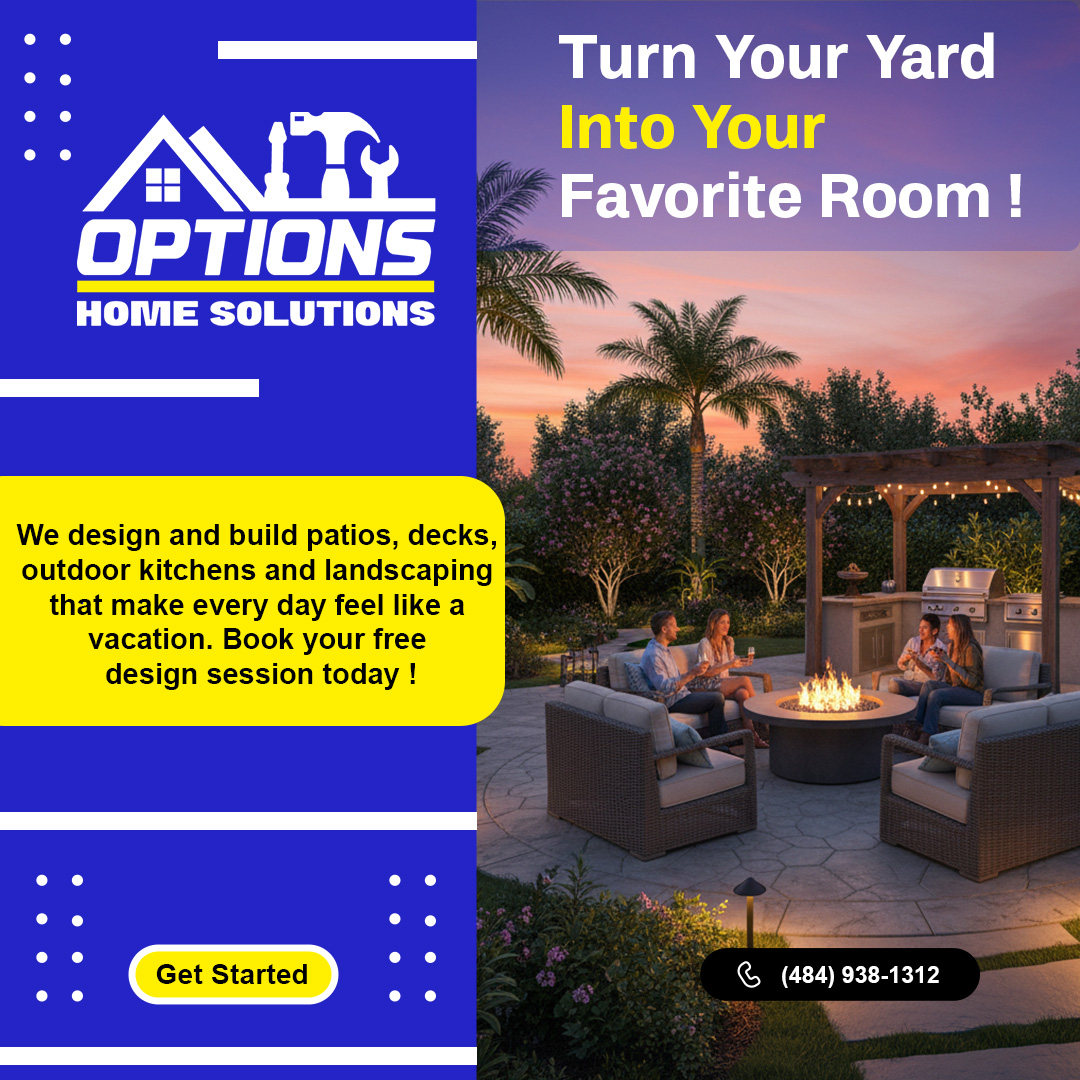 OPTIONS
HOME SOLUTIONS
Turn Your Yard
Into Your
Favorite Room !
We design and build patios, decks,
outdoor kitchens and landscaping
that make every day feel like a
vacation. Book your free
design session today !
Get Started
(484) 938-1312